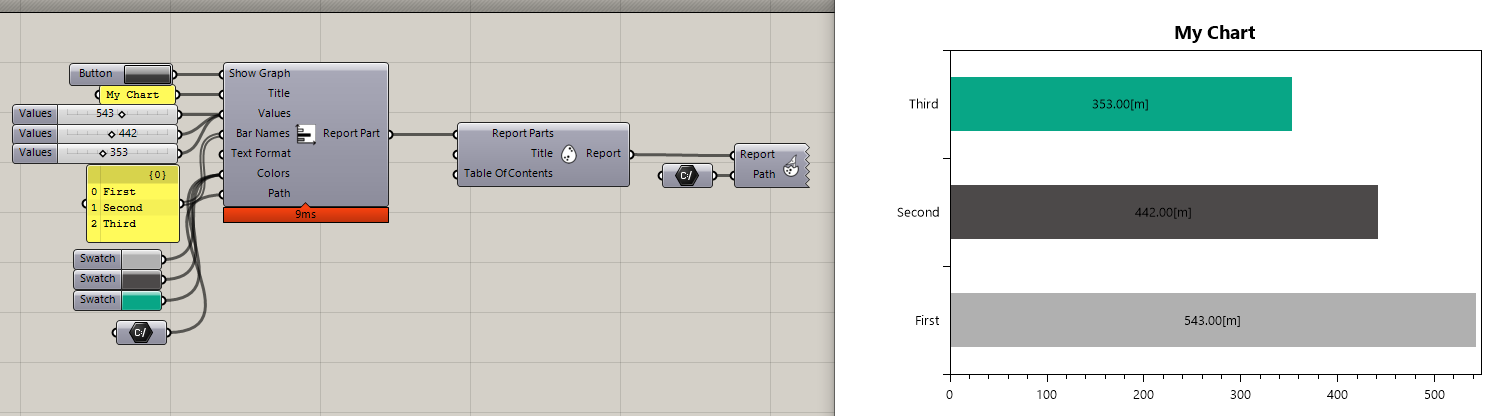 Button
My Chart
Values 543
Values 442
Values 353
{0}
0 First
1 Second
2 Third
Swatch
Swatch
Swatch
C:/
Show Graph
Title
Values
Bar Names
Text Format
Colors
Path
Report Part
9ms
Report Parts
Title
Table Of Contents
Report
C:/
Report
Path
My Chart
Third
353.00[m]
Second
442.00[m]
First
543.00[m]
0 100 200 300 400 500